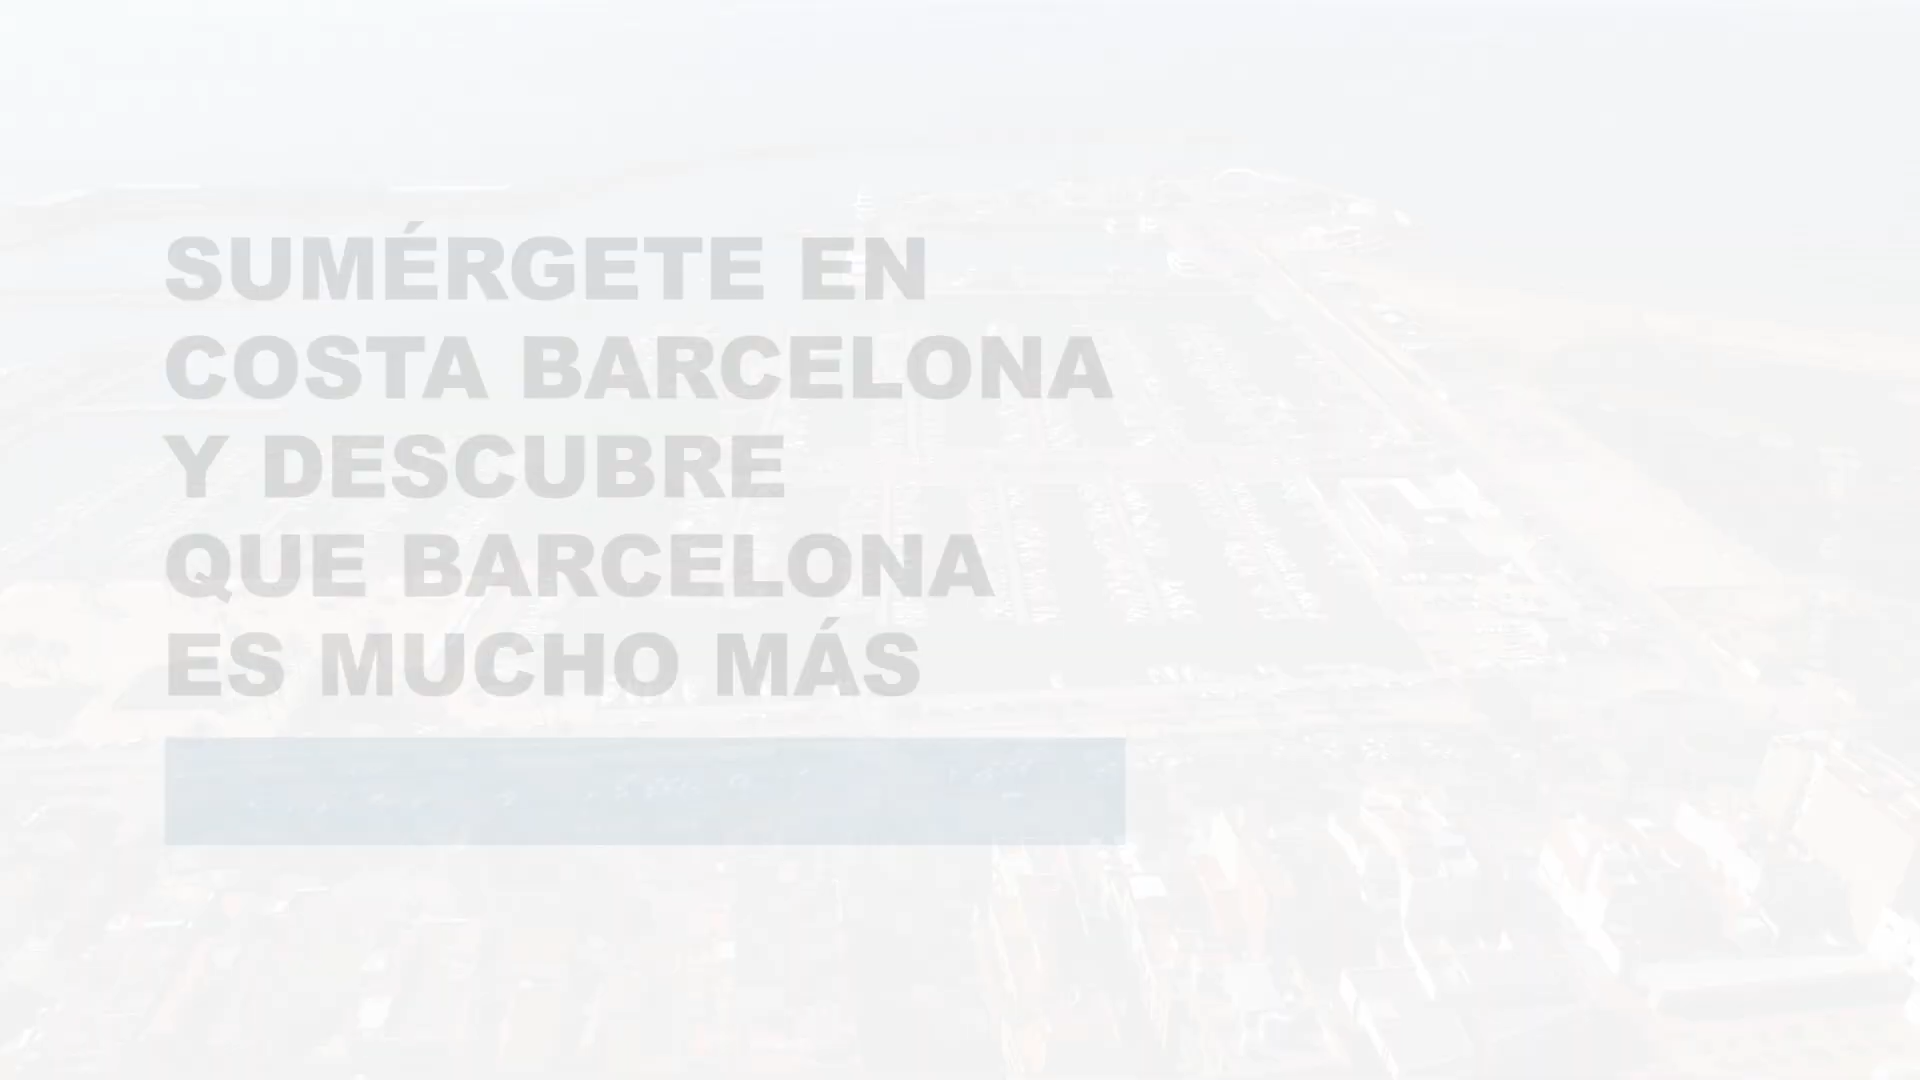 SUMÉRGETE EN
COSTA BARCELONA
Y DESCUBRE
QUE BARCELONA
ES MUCHO MÁS